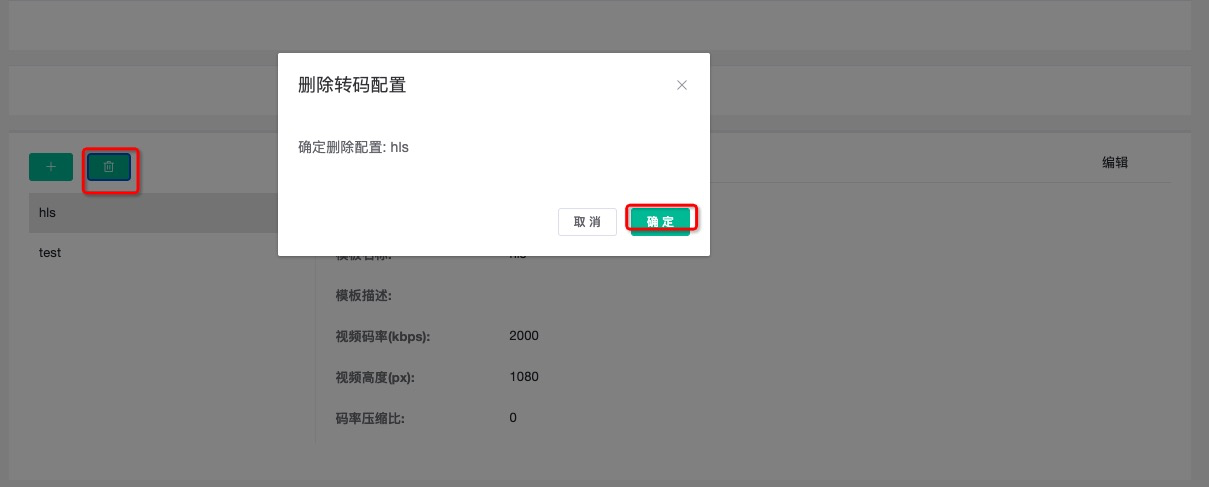 删除转码配置
确定删除配置: hls
取 消
确 定
编辑
hls
test
模板名称: hls
模板描述:
视频码率(kbps): 2000
视频高度(px): 1080
码率压缩比: 0